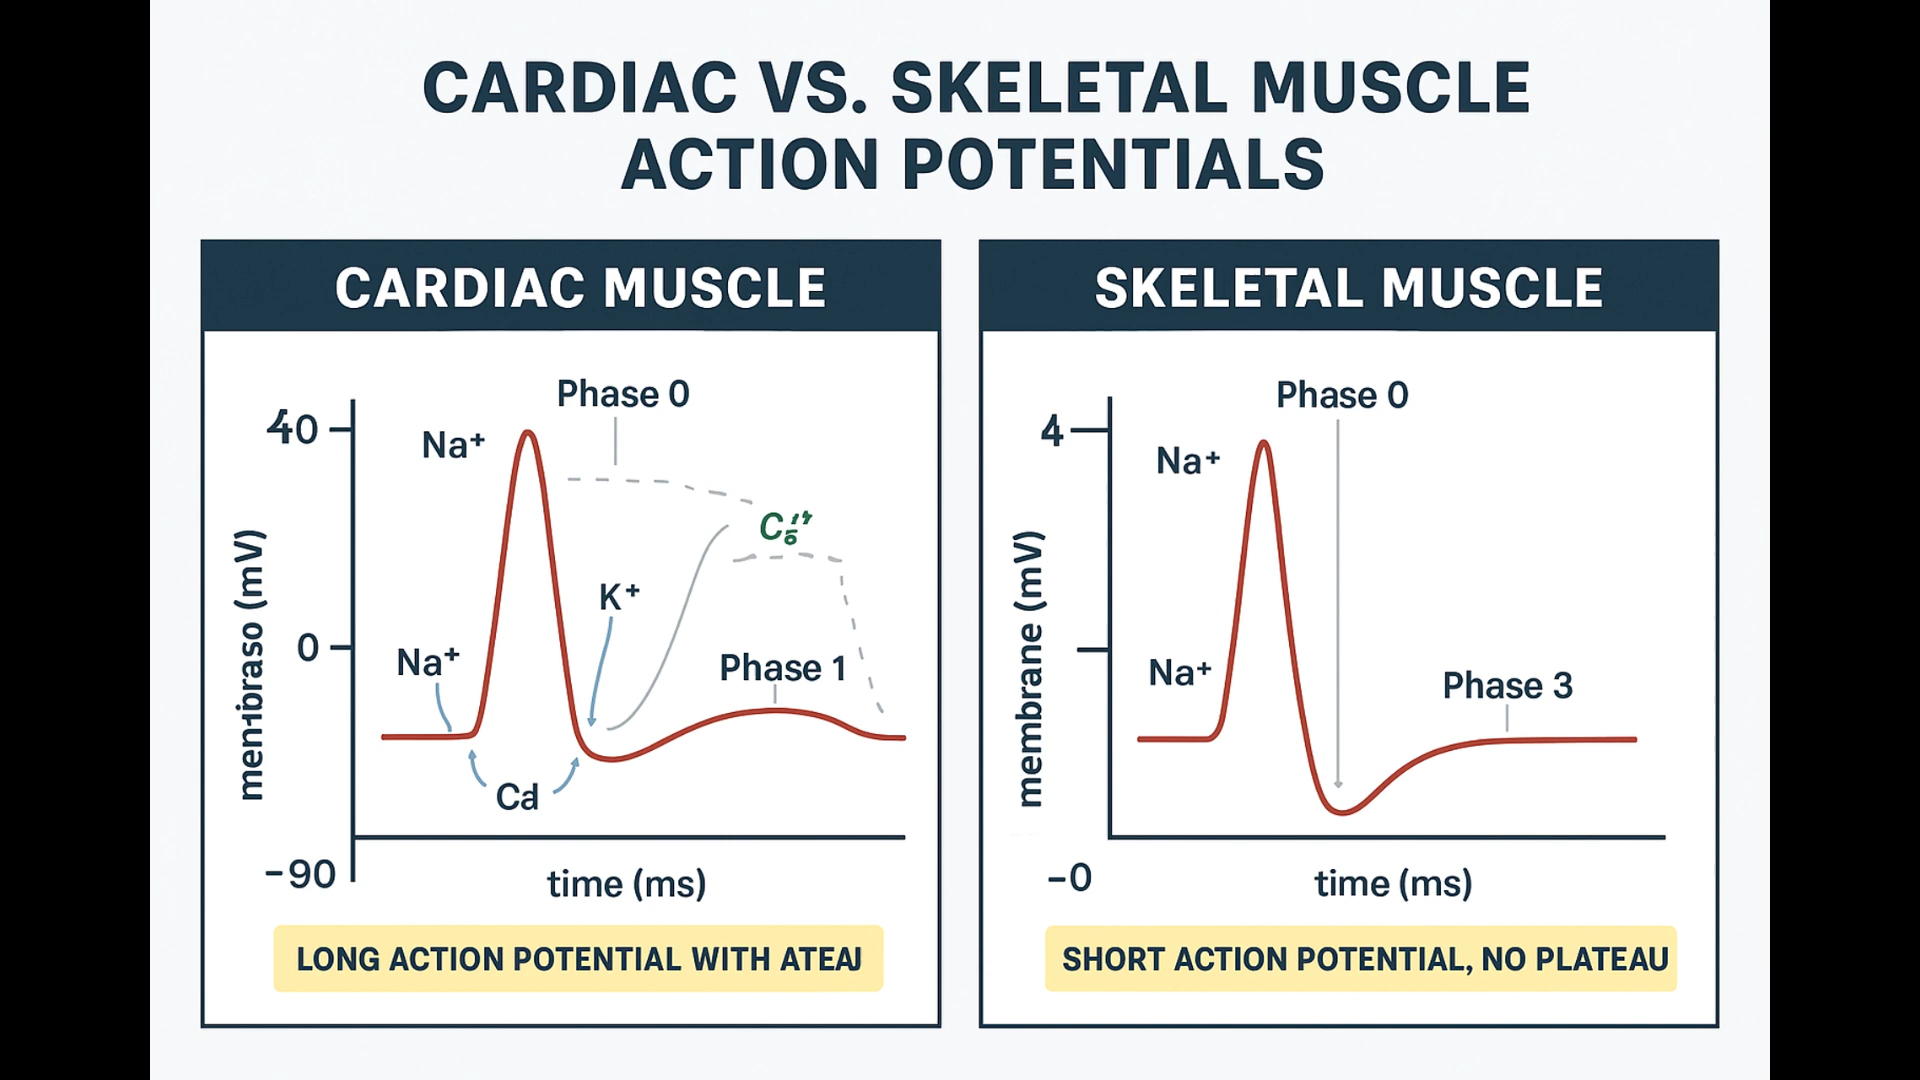 CARDIAC VS. SKELETAL MUSCLE
ACTION POTENTIALS
CARDIAC MUSCLE
Phase 0
40
Na⁺
K⁺
0
Na⁺
Phase 1
Cd
-90
time (ms)
LONG ACTION POTENTIAL WITH ATEAJ
SKELETAL MUSCLE
Phase 0
4
Na⁺
membrane (mV)
Na⁺
Phase 3
-0
time (ms)
SHORT ACTION POTENTIAL, NO PLATEAU